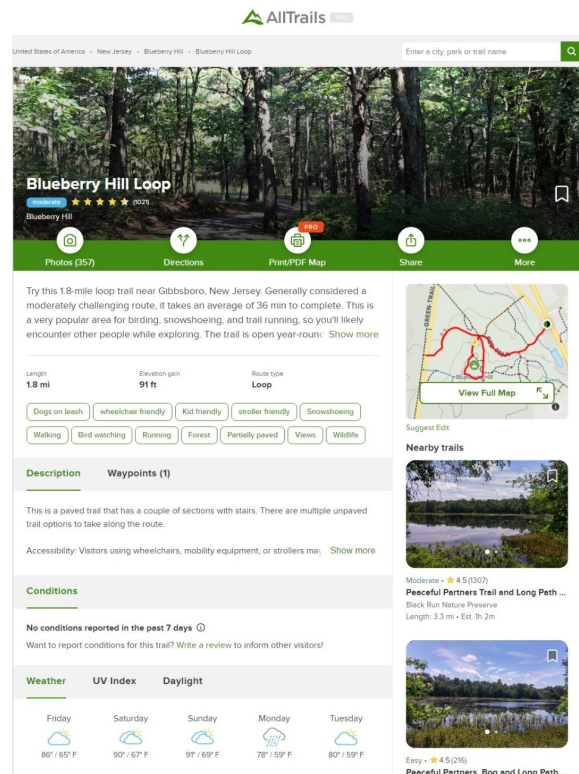 AllTrails PRO
United States of America › New Jersey › Blueberry Hill › Blueberry Hill Loop
Enter a city, park or trail name
Blueberry Hill Loop
moderate (1021)
Blueberry Hill
PRO
Photos (357) Directions Print/PDF Map Share More
Try this 1.8-mile loop trail near Gibbsboro, New Jersey. Generally considered a
moderately challenging route, it takes an average of 36 min to complete. This is
a very popular area for birding, snowshoeing, and trail running, so you'll likely
encounter other people while exploring. The trail is open year-round Show more
Length Elevation gain Route type
1.8 mi 91 ft Loop
Dogs on leash wheelchair friendly Kid friendly stroller friendly Snowshoeing
Walking Bird watching Running Forest Partially paved Views Wildlife
GREEN-TRAIL
Blueberry Hill
View Full Map
Suggest Edit
Description Waypoints (1)
This is a paved trail that has a couple of sections with stairs. There are multiple unpaved
trail options to take along the route.
Accessibility: Visitors using wheelchairs, mobility equipment, or strollers may Show more
Conditions
No conditions reported in the past 7 days
Want to report conditions for this trail? Write a review to inform other visitors!
Weather UV Index Daylight
Friday Saturday Sunday Monday Tuesday
86° / 65° F 90° / 67° F 91° / 69° F 78° / 59° F 80° / 59° F
Nearby trails
Moderate • 4.5 (1307)
Peaceful Partners Trail and Long Path ...
Black Run Nature Preserve
Length: 3.3 mi • Est. 1h 2m
Easy • 4.5 (216)
Peaceful Partners, Bog and Long Path ...